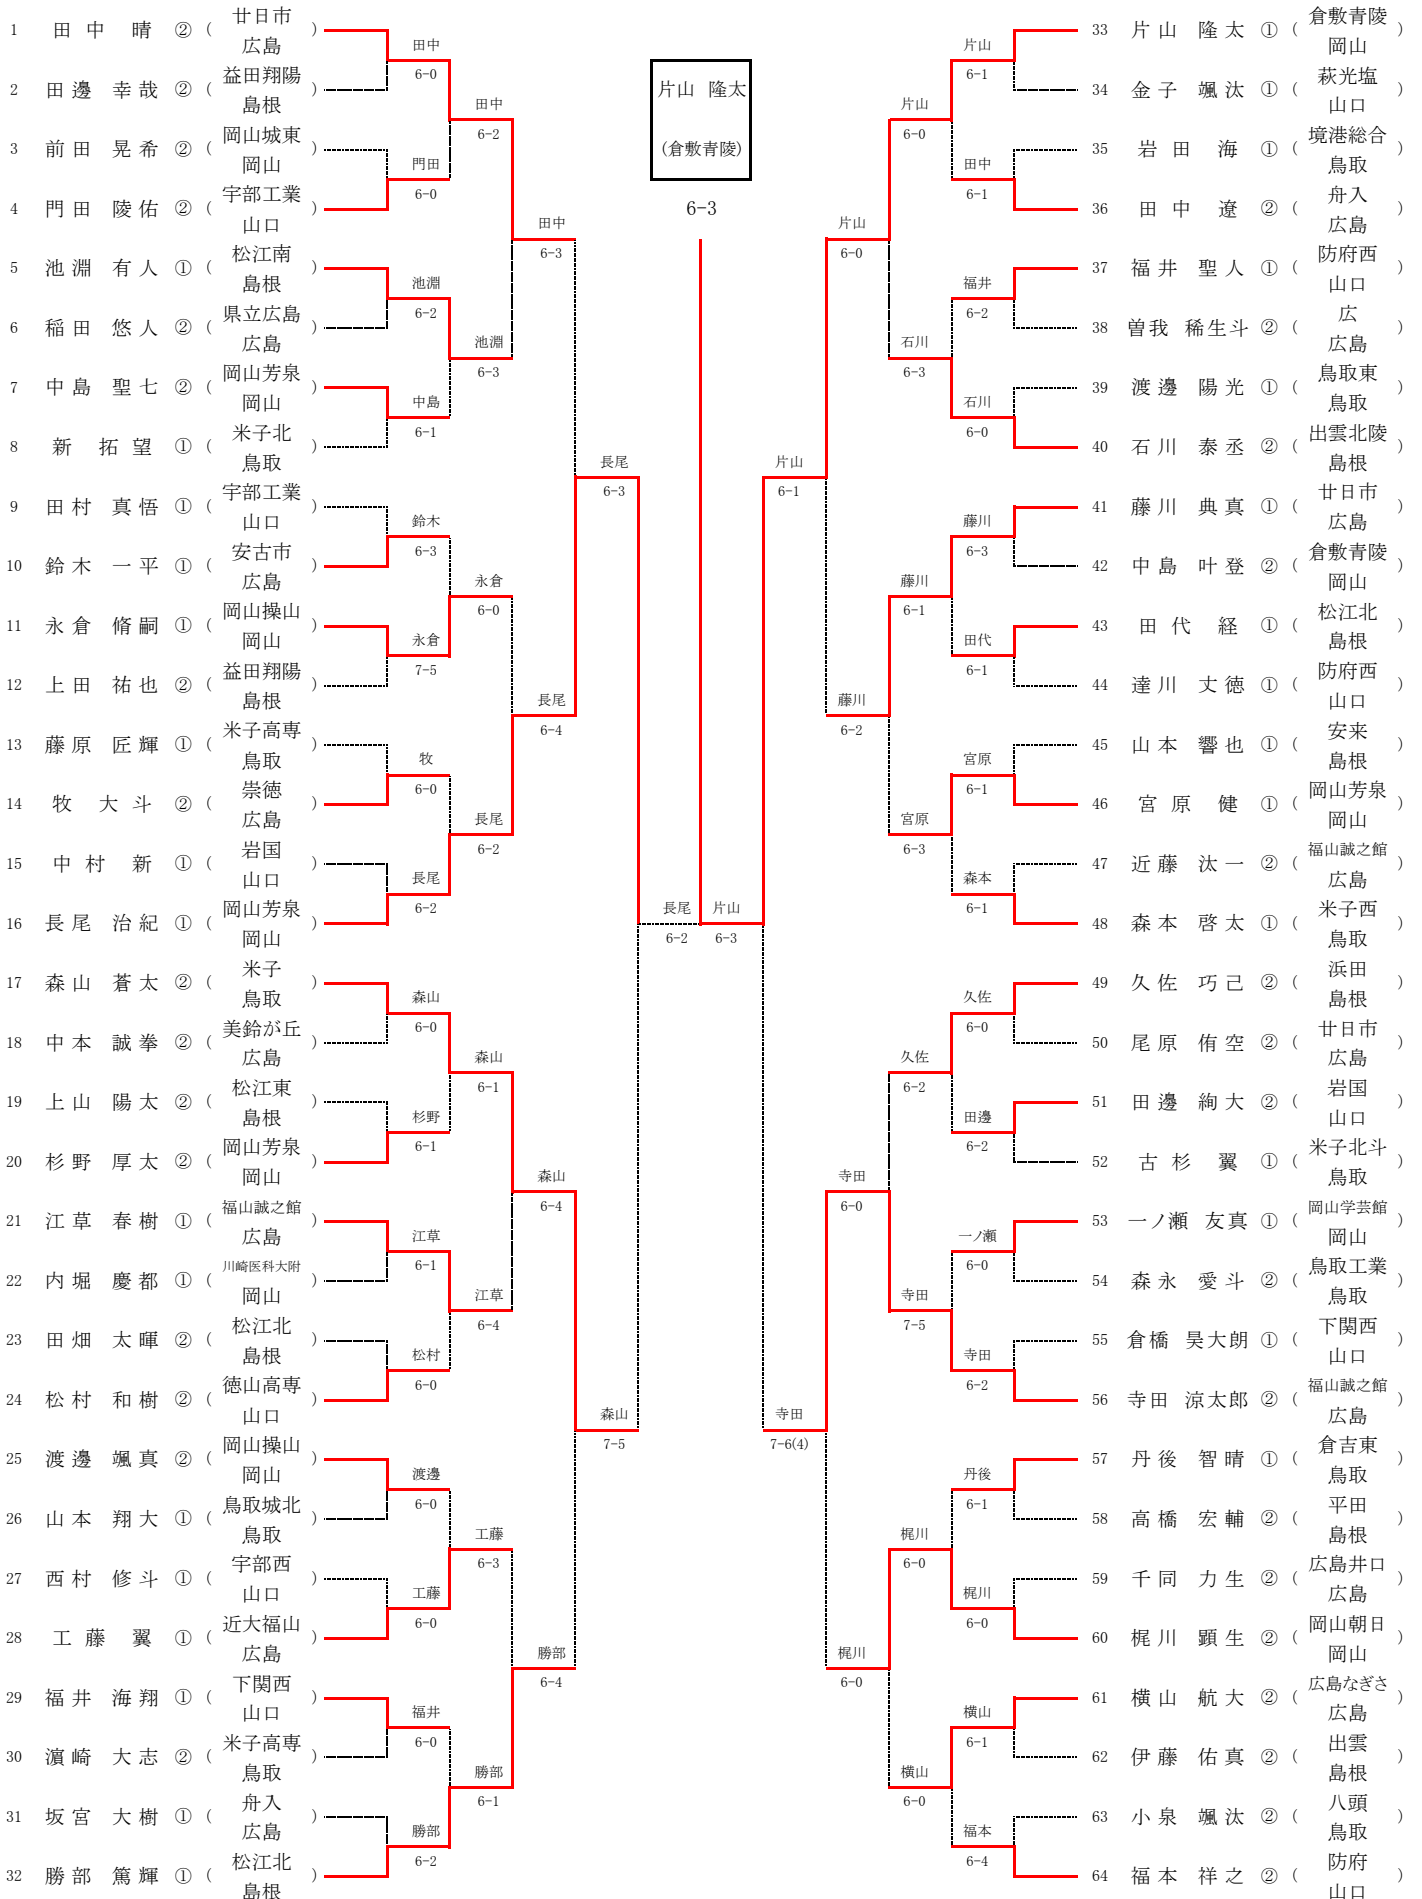 1 田中 晴 ② ( 廿日市 広島 )
2 田邊 幸哉 ② ( 益田翔陽 島根 )
3 前田 晃希 ② ( 岡山城東 岡山 )
4 門田 陵佑 ② ( 宇部工業 山口 )
5 池淵 有人 ① ( 松江南 島根 )
6 稲田 悠人 ② ( 県立広島 広島 )
7 中島 聖七 ② ( 岡山芳泉 岡山 )
8 新 拓望 ① ( 米子北 鳥取 )
9 田村 真悟 ① ( 宇部工業 山口 )
10 鈴木 一平 ① ( 安古市 広島 )
11 永倉 脩嗣 ① ( 岡山操山 岡山 )
12 上田 祐也 ② ( 益田翔陽 島根 )
13 藤原 匠輝 ① ( 米子高専 鳥取 )
14 牧 大斗 ② ( 崇徳 広島 )
15 中村 新 ① ( 岩国 山口 )
16 長尾 治紀 ① ( 岡山芳泉 岡山 )
17 森山 蒼太 ② ( 米子 鳥取 )
18 中本 誠拳 ② ( 美鈴が丘 広島 )
19 上山 陽太 ② ( 松江東 島根 )
20 杉野 厚太 ② ( 岡山芳泉 岡山 )
21 江草 春樹 ① ( 福山誠之館 広島 )
22 内堀 慶都 ① ( 川崎医科大附 岡山 )
23 田畑 太暉 ② ( 松江北 島根 )
24 松村 和樹 ② ( 徳山高専 山口 )
25 渡邊 颯真 ② ( 岡山操山 岡山 )
26 山本 翔大 ① ( 鳥取城北 鳥取 )
27 西村 修斗 ① ( 宇部西 山口 )
28 工藤 翼 ① ( 近大福山 広島 )
29 福井 海翔 ① ( 下関西 山口 )
30 濵崎 大志 ② ( 米子高専 鳥取 )
31 坂宮 大樹 ① ( 舟入 広島 )
32 勝部 篤輝 ① ( 松江北 島根 )
田中
6-0
門田
6-0
池淵
6-2
中島
6-1
鈴木
6-3
永倉
7-5
牧
6-0
長尾
6-2
森山
6-0
杉野
6-1
江草
6-1
松村
6-0
渡邊
6-0
工藤
6-0
福井
6-0
勝部
6-2
田中
6-2
池淵
6-3
永倉
6-0
長尾
6-2
森山
6-1
江草
6-4
工藤
6-3
勝部
6-1
田中
6-3
長尾
6-4
森山
6-4
勝部
6-4
長尾
6-3
森山
7-5
長尾
6-2
片山 隆太
(倉敷青陵)
6-3
片山
6-3
片山
6-1
寺田
7-6(4)
片山
6-0
藤川
6-2
寺田
6-0
梶川
6-0
片山
6-0
石川
6-3
藤川
6-1
宮原
6-3
久佐
6-2
寺田
7-5
梶川
6-0
横山
6-0
片山
6-1
田中
6-1
福井
6-2
石川
6-0
藤川
6-3
田代
6-1
宮原
6-1
森本
6-1
久佐
6-0
田邊
6-2
一ノ瀬
6-0
寺田
6-2
丹後
6-1
梶川
6-0
横山
6-1
福本
6-4
33 片山 隆太 ① ( 倉敷青陵 岡山 )
34 金子 颯汰 ① ( 萩光塩 山口 )
35 岩田 海 ① ( 境港総合 鳥取 )
36 田中 遼 ② ( 舟入 広島 )
37 福井 聖人 ① ( 防府西 山口 )
38 曽我 稀生斗 ② ( 広 広島 )
39 渡邊 陽光 ① ( 鳥取東 鳥取 )
40 石川 泰丞 ② ( 出雲北陵 島根 )
41 藤川 典真 ① ( 廿日市 広島 )
42 中島 叶登 ② ( 倉敷青陵 岡山 )
43 田代 経 ① ( 松江北 島根 )
44 達川 丈徳 ① ( 防府西 山口 )
45 山本 響也 ① ( 安来 島根 )
46 宮原 健 ① ( 岡山芳泉 岡山 )
47 近藤 汰一 ② ( 福山誠之館 広島 )
48 森本 啓太 ① ( 米子西 鳥取 )
49 久佐 巧己 ② ( 浜田 島根 )
50 尾原 侑空 ② ( 廿日市 広島 )
51 田邊 絢大 ② ( 岩国 山口 )
52 古杉 翼 ① ( 米子北斗 鳥取 )
53 一ノ瀬 友真 ① ( 岡山学芸館 岡山 )
54 森永 愛斗 ② ( 鳥取工業 鳥取 )
55 倉橋 昊大朗 ① ( 下関西 山口 )
56 寺田 涼太郎 ② ( 福山誠之館 広島 )
57 丹後 智晴 ① ( 倉吉東 鳥取 )
58 高橋 宏輔 ② ( 平田 島根 )
59 千同 力生 ② ( 広島井口 広島 )
60 梶川 顕生 ② ( 岡山朝日 岡山 )
61 横山 航大 ② ( 広島なぎさ 広島 )
62 伊藤 佑真 ② ( 出雲 島根 )
63 小泉 颯汰 ② ( 八頭 鳥取 )
64 福本 祥之 ② ( 防府 山口 )